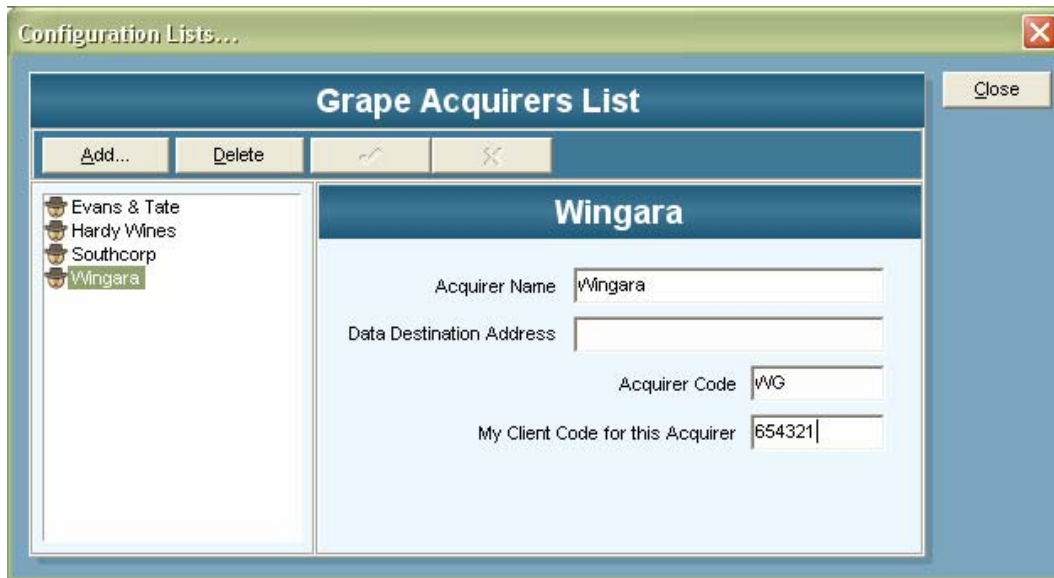 Configuration Lists...
Grape Acquirers List
Close
Add...
Delete
Evans & Tate
Hardy Wines
Southcorp
Wingara
Wingara
Acquirer Name
Wingara
Data Destination Address
Acquirer Code
WG
My Client Code for this Acquirer
654321